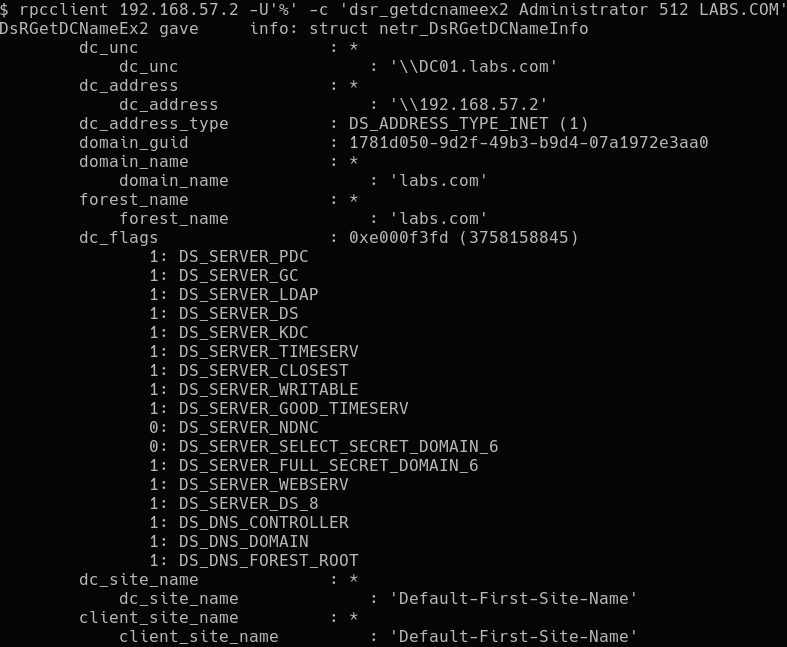 $ rpcclient 192.168.57.2 -U'%' -c 'dsr_getdcnameex2 Administrator 512 LABS.COM'
DsRGetDCNameEx2 gave     info: struct netr_DsRGetDCNameInfo
        dc_unc                   : *
            dc_unc                   : '\\DC01.labs.com'
        dc_address               : *
            dc_address               : '\\192.168.57.2'
        dc_address_type          : DS_ADDRESS_TYPE_INET (1)
        domain_guid              : 1781d050-9d2f-49b3-b9d4-07a1972e3aa0
        domain_name              : *
            domain_name              : 'labs.com'
        forest_name              : *
            forest_name              : 'labs.com'
        dc_flags                 : 0xe000f3fd (3758158845)
               1: DS_SERVER_PDC
               1: DS_SERVER_GC
               1: DS_SERVER_LDAP
               1: DS_SERVER_DS
               1: DS_SERVER_KDC
               1: DS_SERVER_TIMESERV
               1: DS_SERVER_CLOSEST
               1: DS_SERVER_WRITABLE
               1: DS_SERVER_GOOD_TIMESERV
               0: DS_SERVER_NDNC
               0: DS_SERVER_SELECT_SECRET_DOMAIN_6
               1: DS_SERVER_FULL_SECRET_DOMAIN_6
               1: DS_SERVER_WEBSERV
               1: DS_SERVER_DS_8
               1: DS_DNS_CONTROLLER
               1: DS_DNS_DOMAIN
               1: DS_DNS_FOREST_ROOT
        dc_site_name             : *
            dc_site_name             : 'Default-First-Site-Name'
        client_site_name         : *
            client_site_name         : 'Default-First-Site-Name'